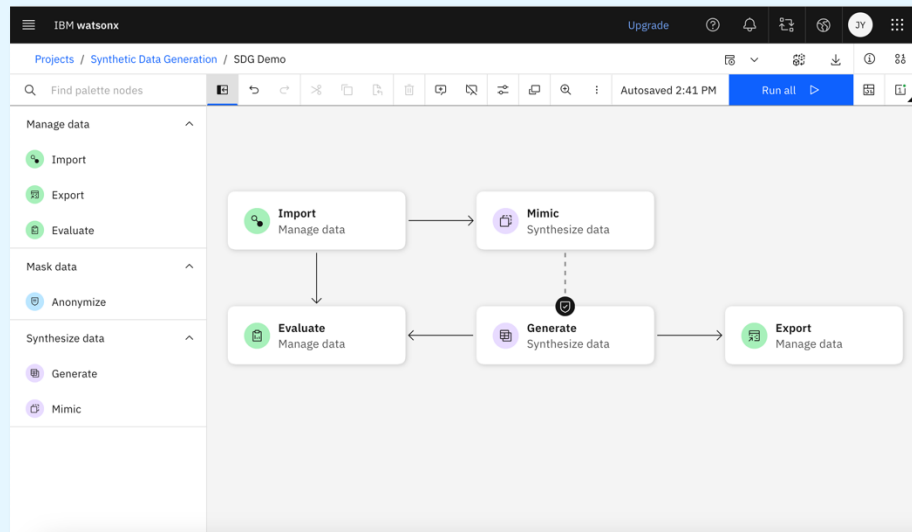 IBM watsonx
Upgrade
JY
Projects / Synthetic Data Generation / SDG Demo
Find palette nodes
Autosaved 2:41 PM
Run all
Manage data
Import
Export
Evaluate
Mask data
Anonymize
Synthesize data
Generate
Mimic
Import
Manage data
Mimic
Synthesize data
Evaluate
Manage data
Generate
Synthesize data
Export
Manage data